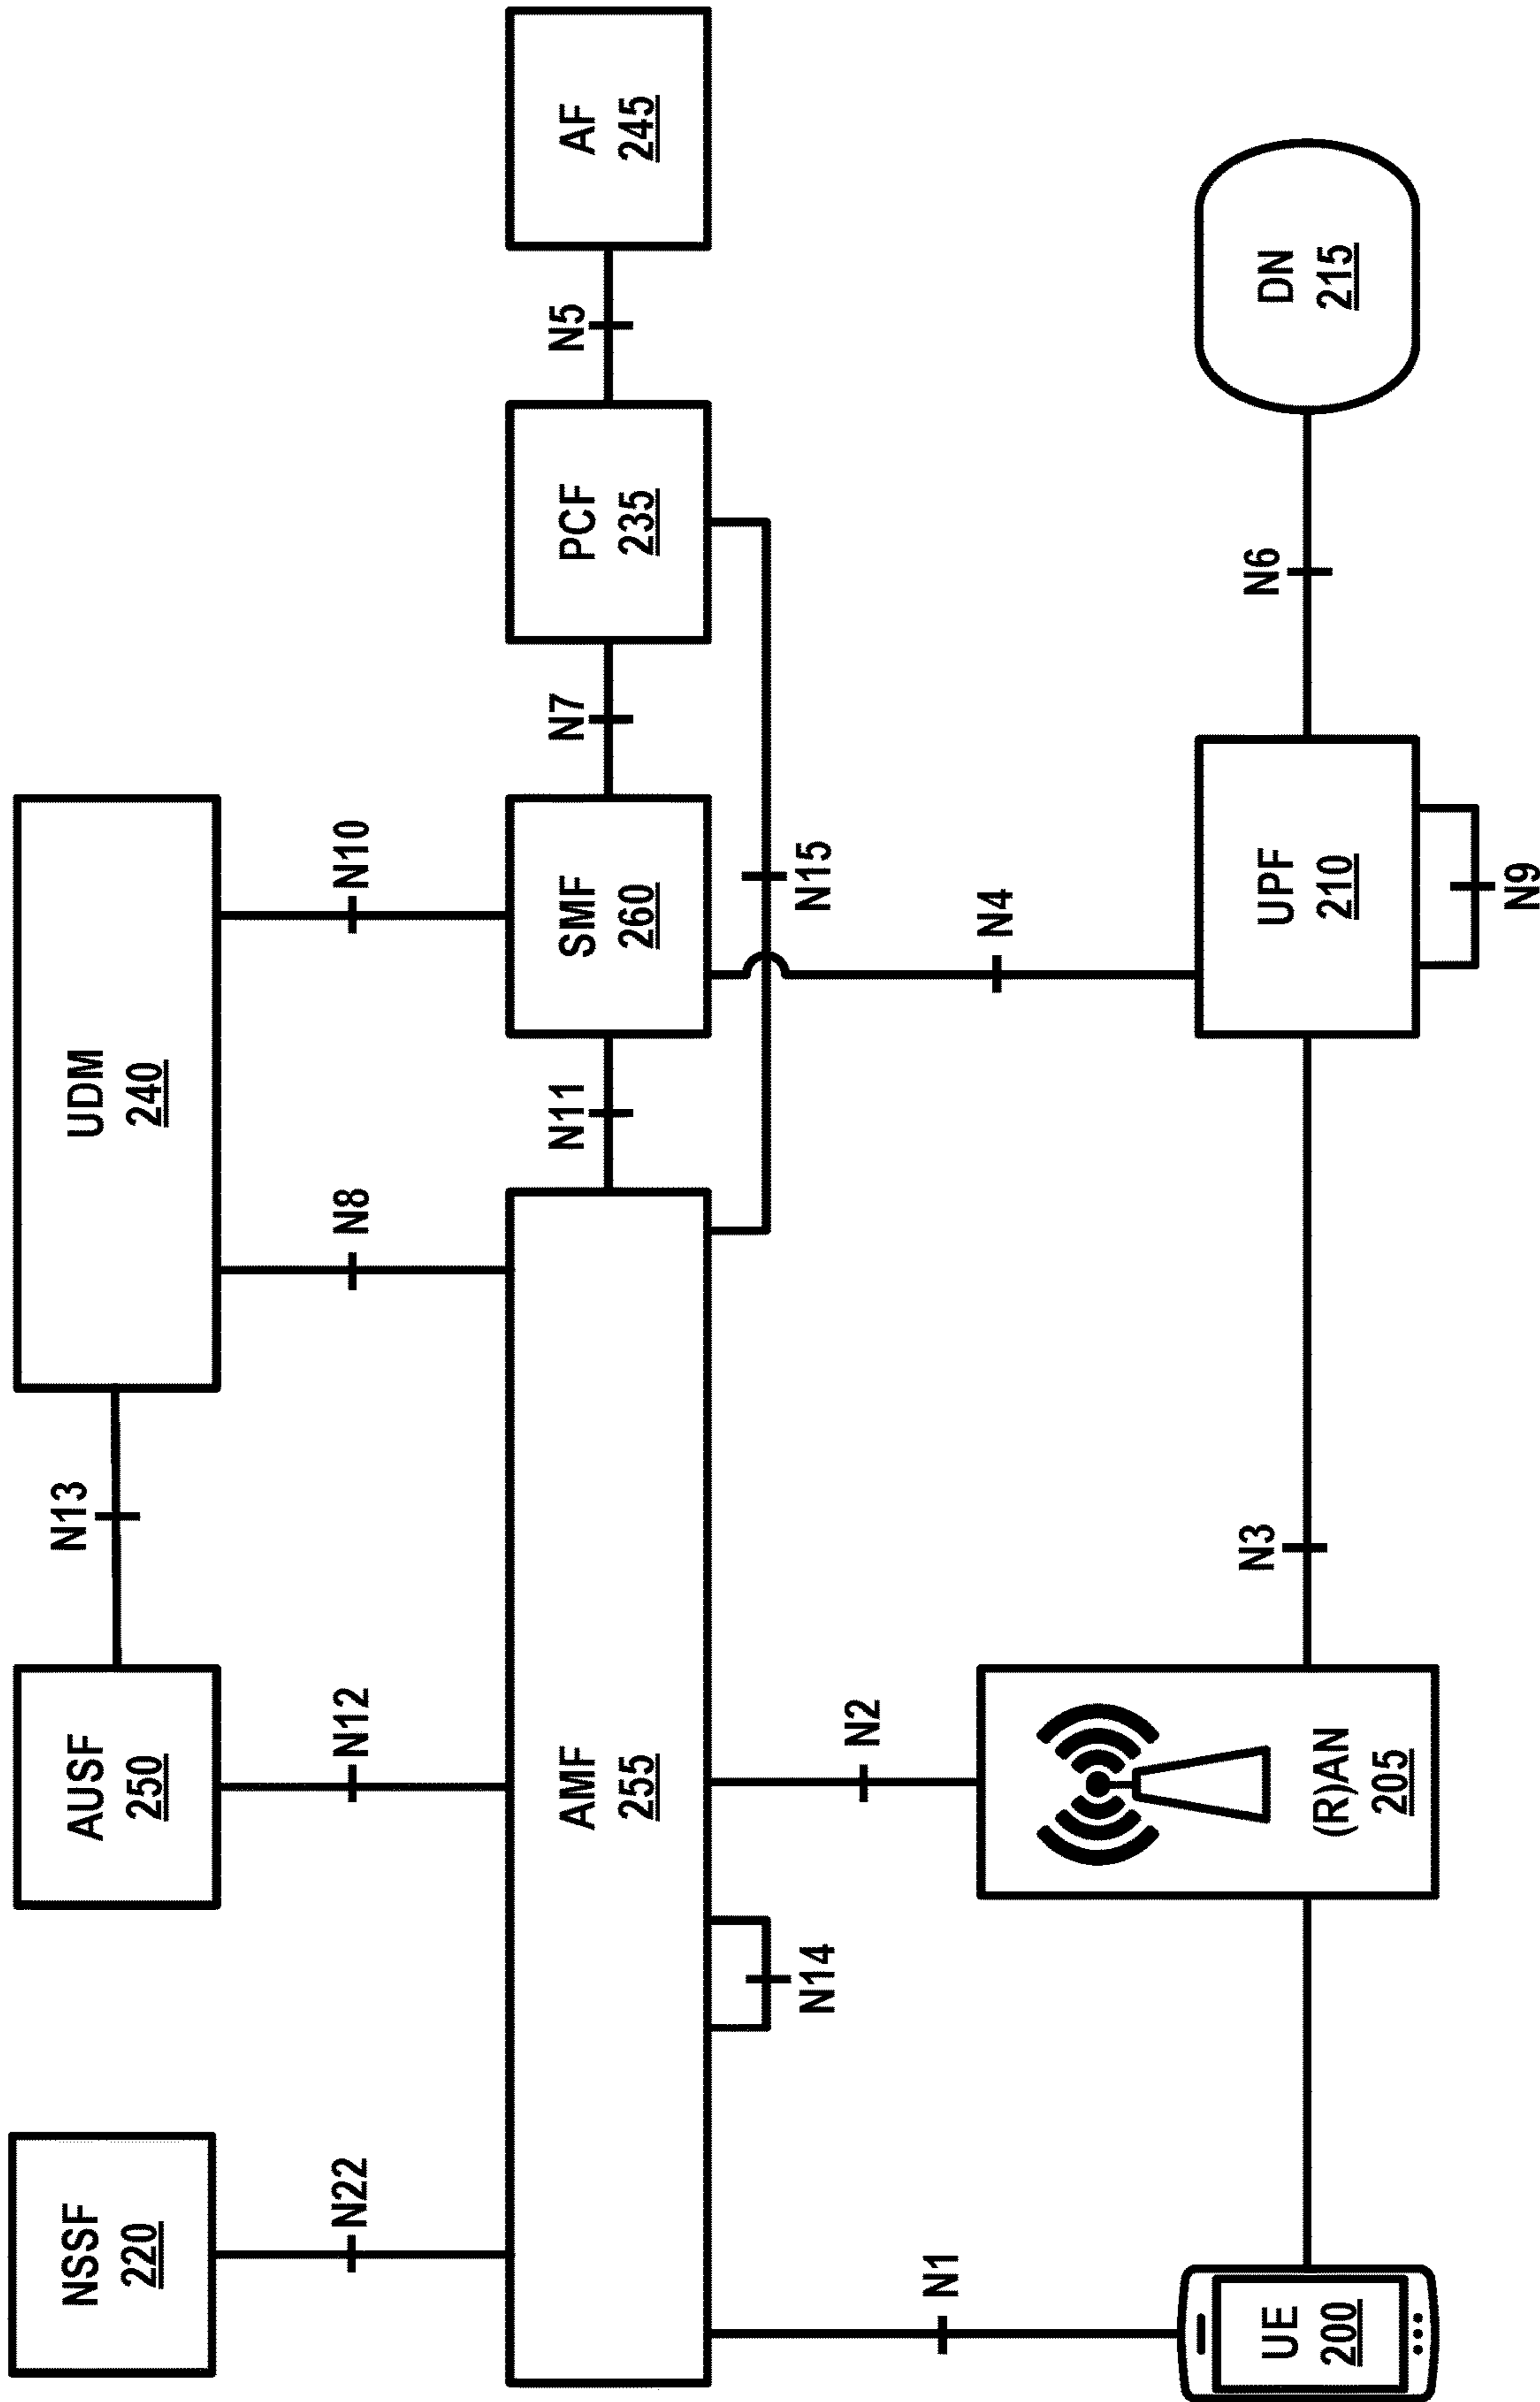 NSSF
220
AUSF
250
N13
UDM
240
N22
N12
N8
N10
AMF
255
N11
SMF
260
N7
PCF
235
N5
AF
245
N14
N15
N1
N2
N4
UE
200
(R)AN
205
N3
UPF
210
N6
DN
215
N9